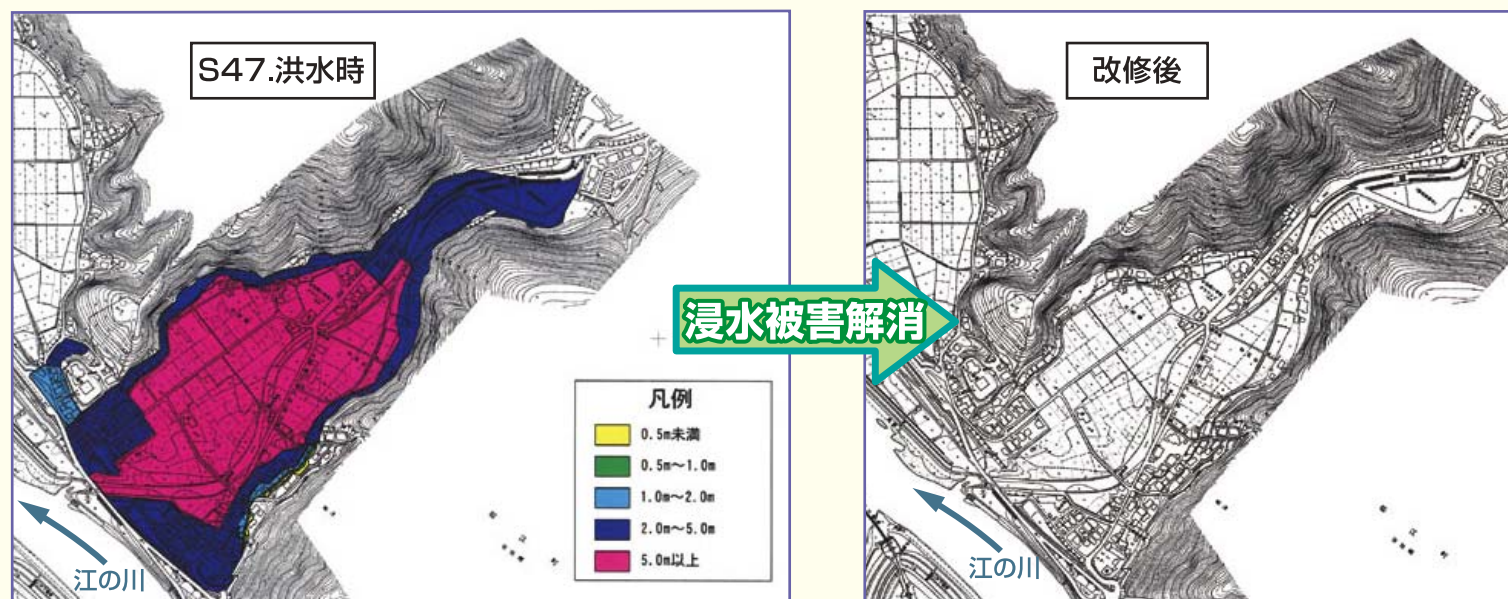 S47.洪水時
改修後
浸水被害解消
凡例
0.5m未満
0.5m〜1.0m
1.0m〜2.0m
2.0m〜5.0m
5.0m以上
江の川
江の川